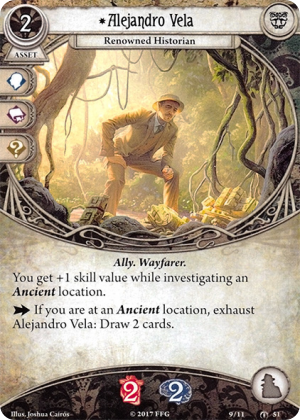 2
*Alejandro Vela
ASSET
Renowned Historian
?
Ally. Wayfarer.
You get +1 skill value while investigating an
Ancient location.
If you are at an Ancient location, exhaust
Alejandro Vela: Draw 2 cards.
2 2
Illus. Joshua Cairós © 2017 FFG 9/11 51